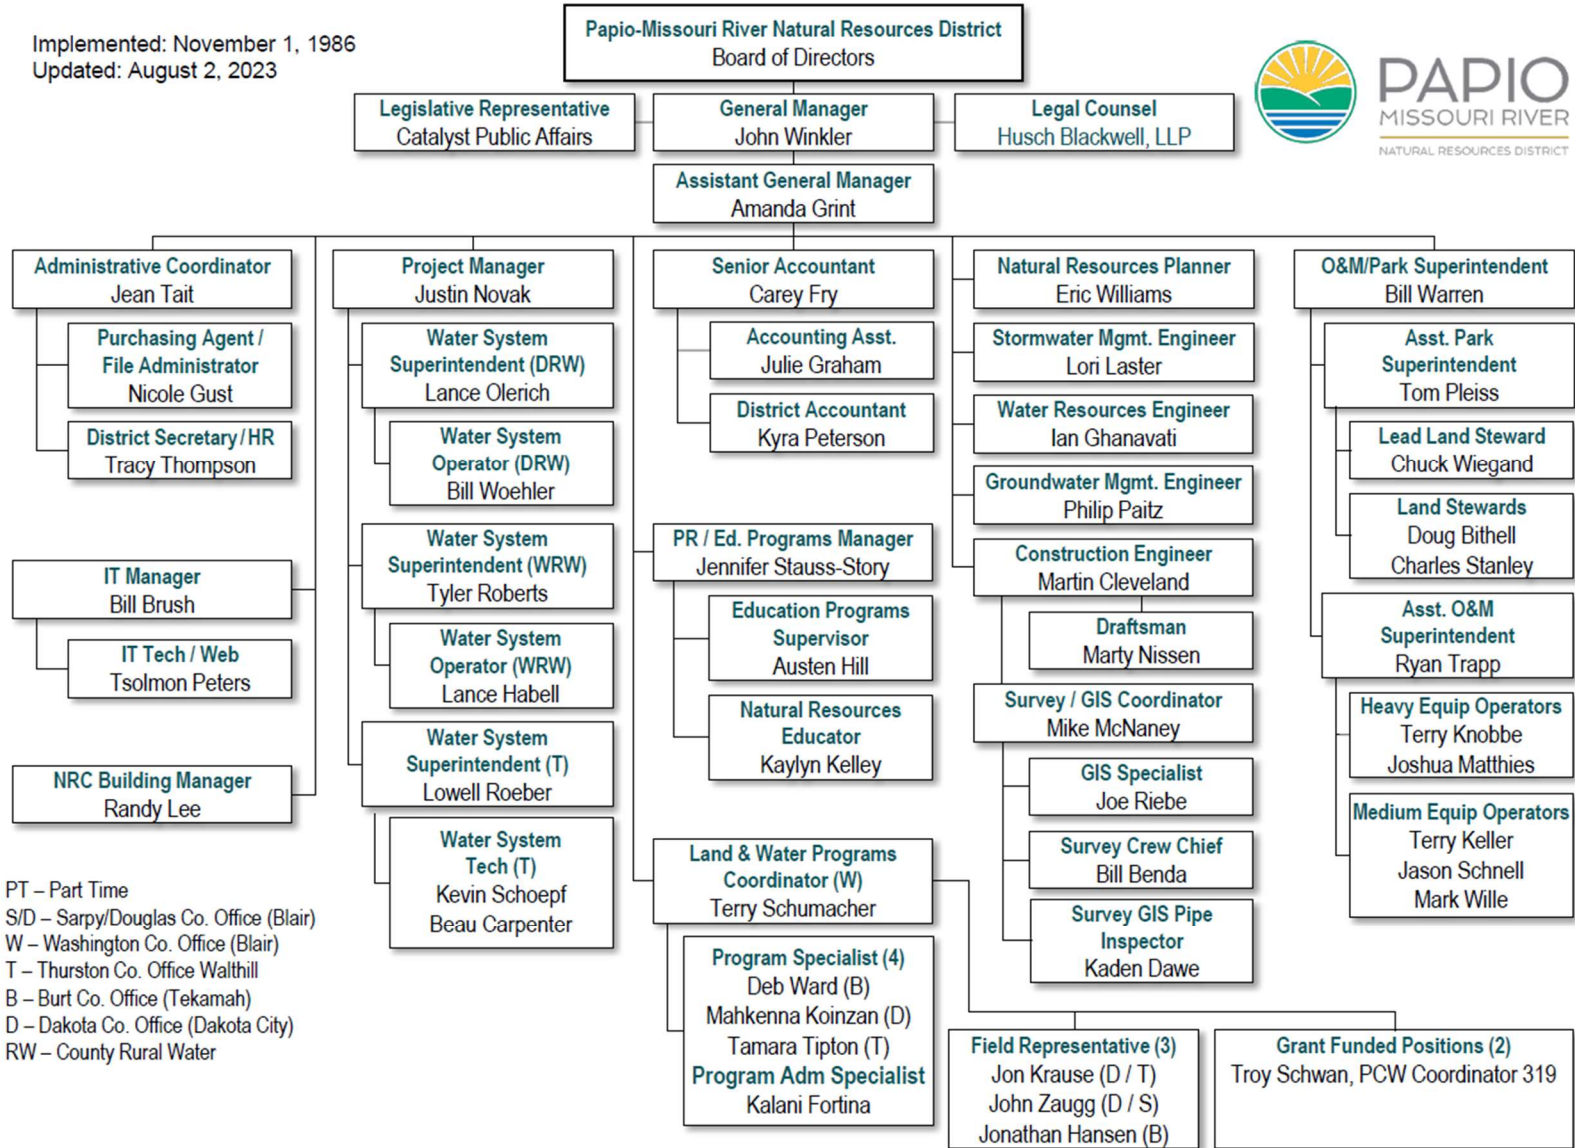 Implemented: November 1, 1986
Updated: August 2, 2023
Papio-Missouri River Natural Resources District
Board of Directors
PAPIO
MISSOURI RIVER
NATURAL RESOURCES DISTRICT
Legislative Representative
Catalyst Public Affairs
General Manager
John Winkler
Legal Counsel
Husch Blackwell, LLP
Assistant General Manager
Amanda Grint
Administrative Coordinator
Jean Tait
Purchasing Agent /
File Administrator
Nicole Gust
District Secretary / HR
Tracy Thompson
IT Manager
Bill Brush
IT Tech / Web
Tsolmon Peters
NRC Building Manager
Randy Lee
Project Manager
Justin Novak
Water System
Superintendent (DRW)
Lance Olerich
Water System
Operator (DRW)
Bill Woehler
Water System
Superintendent (WRW)
Tyler Roberts
Water System
Operator (WRW)
Lance Habell
Water System
Superintendent (T)
Lowell Roeber
Water System
Tech (T)
Kevin Schoepf
Beau Carpenter
Senior Accountant
Carey Fry
Accounting Asst.
Julie Graham
District Accountant
Kyra Peterson
PR / Ed. Programs Manager
Jennifer Stauss-Story
Education Programs
Supervisor
Austen Hill
Natural Resources
Educator
Kaylyn Kelley
Land & Water Programs
Coordinator (W)
Terry Schumacher
Program Specialist (4)
Deb Ward (B)
Mahkenna Koinzan (D)
Tamara Tipton (T)
Program Adm Specialist
Kalani Fortina
Natural Resources Planner
Eric Williams
Stormwater Mgmt. Engineer
Lori Laster
Water Resources Engineer
Ian Ghanavati
Groundwater Mgmt. Engineer
Philip Paitz
Construction Engineer
Martin Cleveland
Draftsman
Marty Nissen
Survey / GIS Coordinator
Mike McNaney
GIS Specialist
Joe Riebe
Survey Crew Chief
Bill Benda
Survey GIS Pipe
Inspector
Kaden Dawe
Field Representative (3)
Jon Krause (D / T)
John Zaugg (D / S)
Jonathan Hansen (B)
Grant Funded Positions (2)
Troy Schwan, PCW Coordinator 319
O&M/Park Superintendent
Bill Warren
Asst. Park
Superintendent
Tom Pleiss
Lead Land Steward
Chuck Wiegand
Land Stewards
Doug Bithell
Charles Stanley
Asst. O&M
Superintendent
Ryan Trapp
Heavy Equip Operators
Terry Knobbe
Joshua Matthies
Medium Equip Operators
Terry Keller
Jason Schnell
Mark Wille
PT – Part Time
S/D – Sarpy/Douglas Co. Office (Blair)
W – Washington Co. Office (Blair)
T – Thurston Co. Office Walthill
B – Burt Co. Office (Tekamah)
D – Dakota Co. Office (Dakota City)
RW – County Rural Water